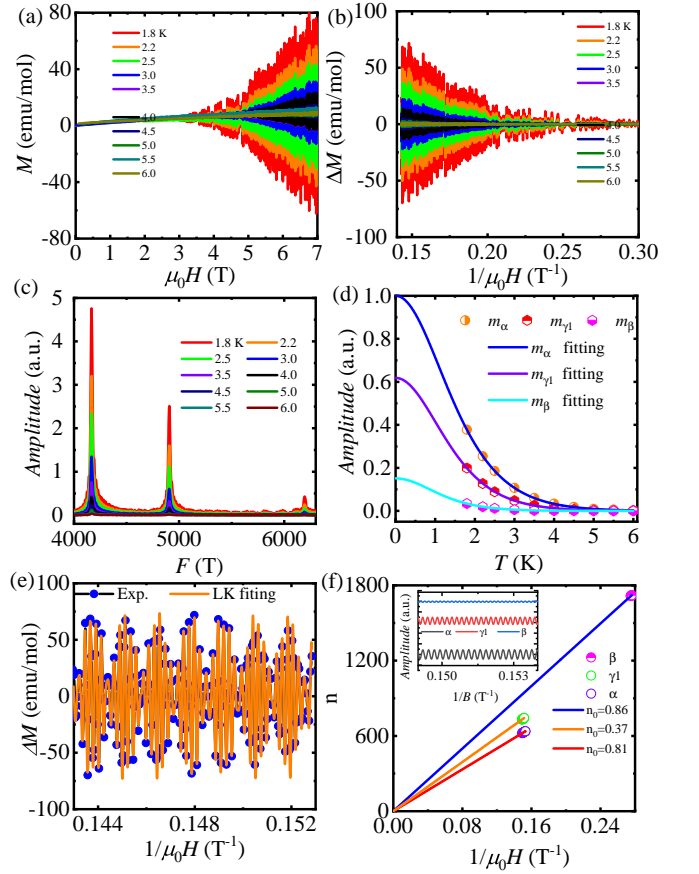 (a)
80
40
0
-40
-80
M (emu/mol)
1.8 K
2.2
2.5
3.0
3.5
4.0
4.5
5.0
5.5
6.0
0 1 2 3 4 5 6 7
μ₀H (T)
(b)
100
50
0
-50
-100
ΔM (emu/mol)
1.8 K
2.2
2.5
3.0
3.5
4.0
4.5
5.0
5.5
6.0
0.15 0.20 0.25 0.30
1/μ₀H (T⁻¹)
(c)
5
4
3
2
1
0
Amplitude (a.u.)
1.8 K 2.2
2.5 3.0
3.5 4.0
4.5 5.0
5.5 6.0
4000 5000 6000
F (T)
(d)
1.0
0.8
0.6
0.4
0.2
0.0
Amplitude (a.u.)
mα mγ1 mβ
mα fitting
mγ1 fitting
mβ fitting
0 1 2 3 4 5 6
T (K)
(e)
100
50
0
-50
-100
ΔM (emu/mol)
Exp. LK fiting
0.144 0.148 0.152
1/μ₀H (T⁻¹)
(f)
1800
1200
600
0
n
Amplitude (a.u.)
α γ1 β
0.150 0.153
1/B (T⁻¹)
β
γ1
α
n₀=0.86
n₀=0.37
n₀=0.81
0.00 0.08 0.16 0.24
1/μ₀H (T⁻¹)